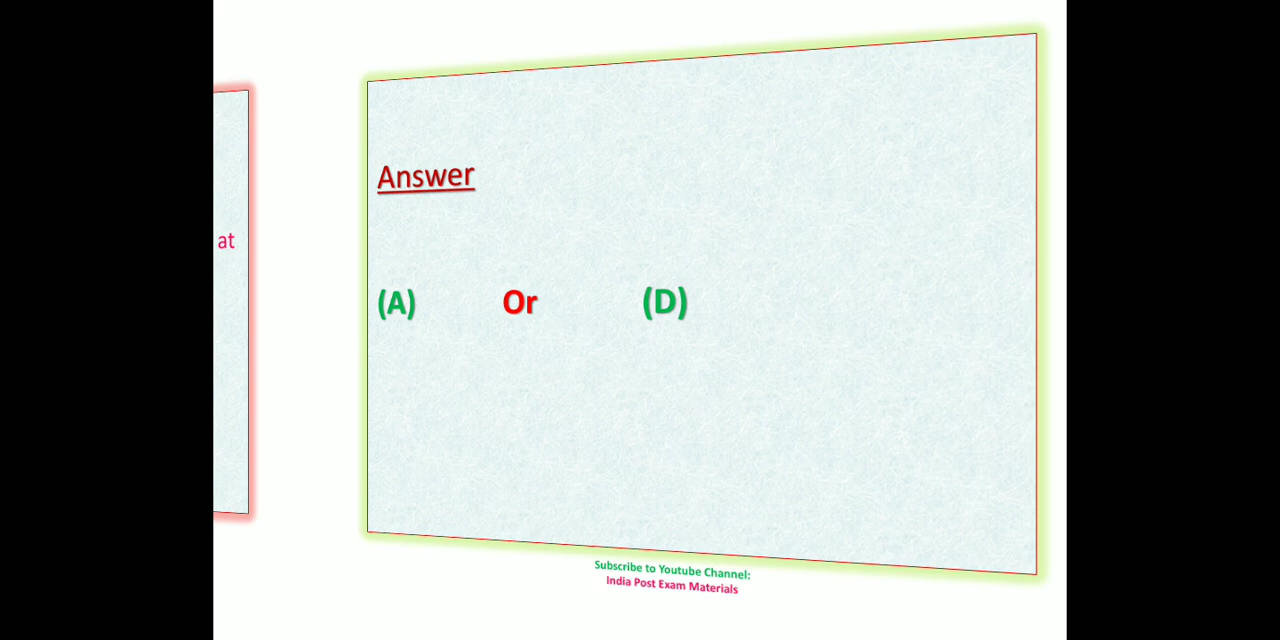 at
Answer
(A) Or (D)
Subscribe to Youtube Channel:
India Post Exam Materials